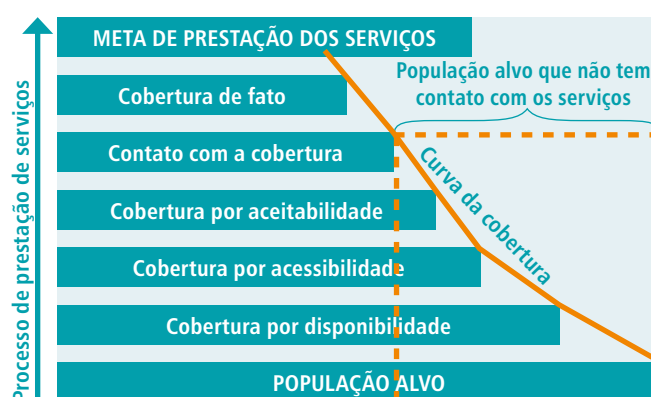 META DE PRESTAÇÃO DOS SERVIÇOS
População alvo que não tem
contato com os serviços
Cobertura de fato
Contato com a cobertura
Curva da cobertura
Cobertura por aceitabilidade
Cobertura por acessibilidade
Cobertura por disponibilidade
POPULAÇÃO ALVO
Processo de prestação de serviços